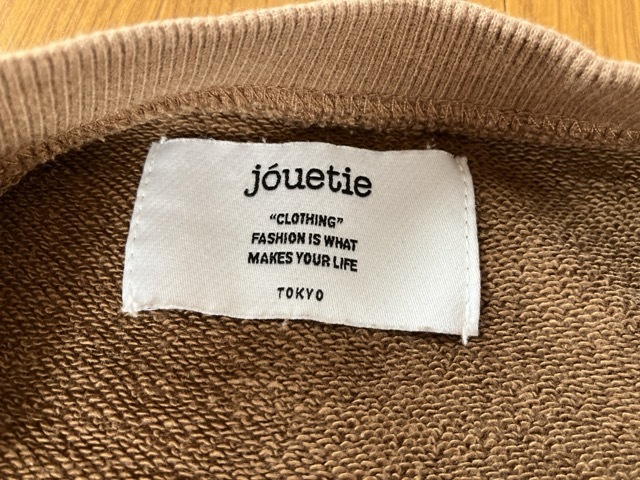 jóuetie
“CLOTHING”
FASHION IS WHAT
MAKES YOUR LIFE
TOKYO